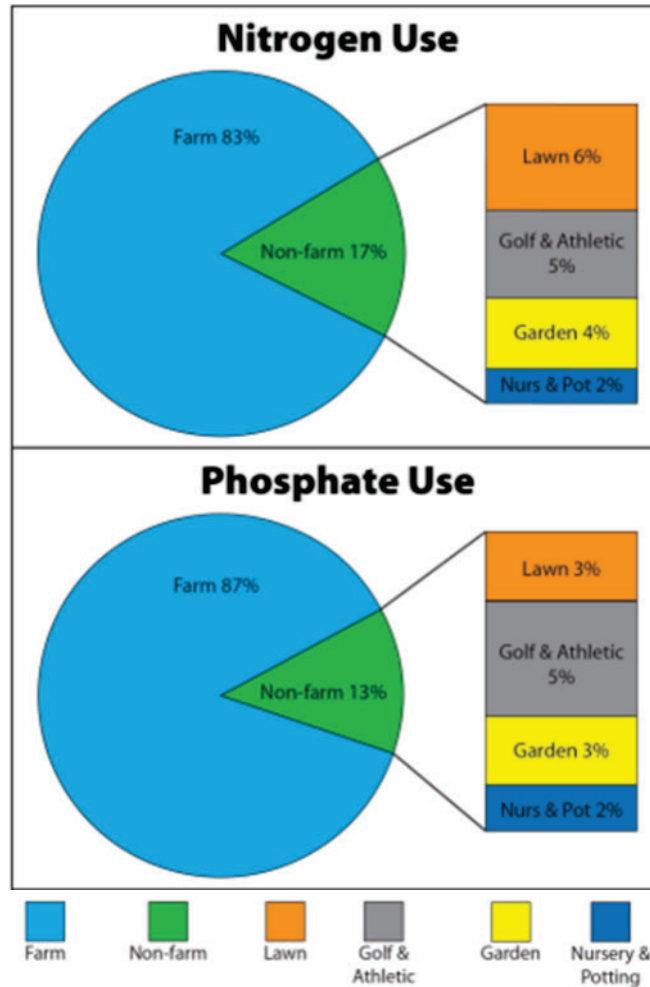 Nitrogen Use
Farm 83%
Non-farm 17%
Lawn 6%
Golf & Athletic
5%
Garden 4%
Nurs & Pot 2%
Phosphate Use
Farm 87%
Non-farm 13%
Lawn 3%
Golf & Athletic
5%
Garden 3%
Nurs & Pot 2%
Farm
Non-farm
Lawn
Golf &
Athletic
Garden
Nursery &
Potting